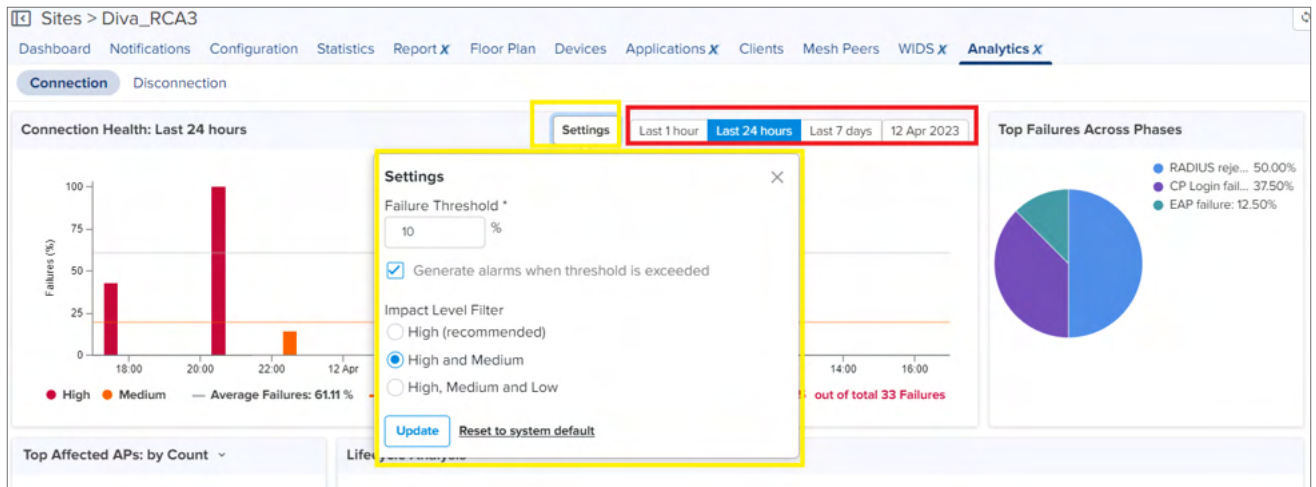 Sites > Diva_RCA3
Dashboard Notifications Configuration Statistics Report X Floor Plan Devices Applications X Clients Mesh Peers WIDS X Analytics X
Connection Disconnection
Connection Health: Last 24 hours
Settings Last 1 hour Last 24 hours Last 7 days 12 Apr 2023
Top Failures Across Phases
RADIUS reje... 50.00%
CP Login fail... 37.50%
EAP failure: 12.50%
Failures (%)
100
75
50
25
0
18:00 20:00 22:00 12 Apr 14:00 16:00
High Medium Average Failures: 61.11 % out of total 33 Failures
Settings
Failure Threshold *
10 %
Generate alarms when threshold is exceeded
Impact Level Filter
High (recommended)
High and Medium
High, Medium and Low
Update Reset to system default
Top Affected APs: by Count